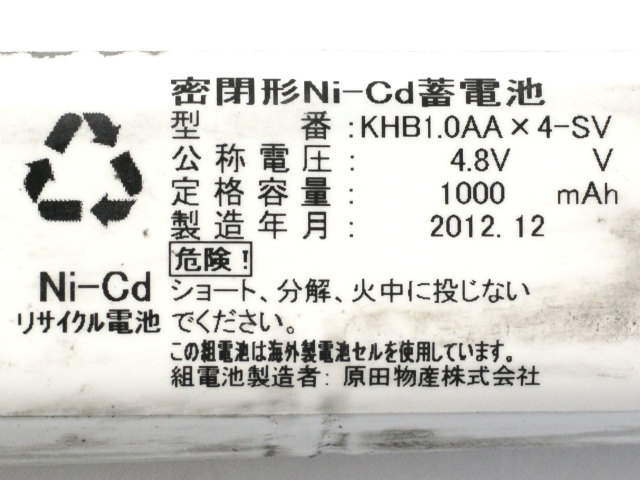 密閉形Ni-Cd蓄電池
型番:KHB1.0AA×4-SV
公称電圧: 4.8V V
定格容量: 1000 mAh
製造年月: 2012.12
危険!
Ni-Cd
リサイクル電池
ショート、分解、火中に投じない
でください。
この組電池は海外製電池セルを使用しています。
組電池製造者: 原田物産株式会社